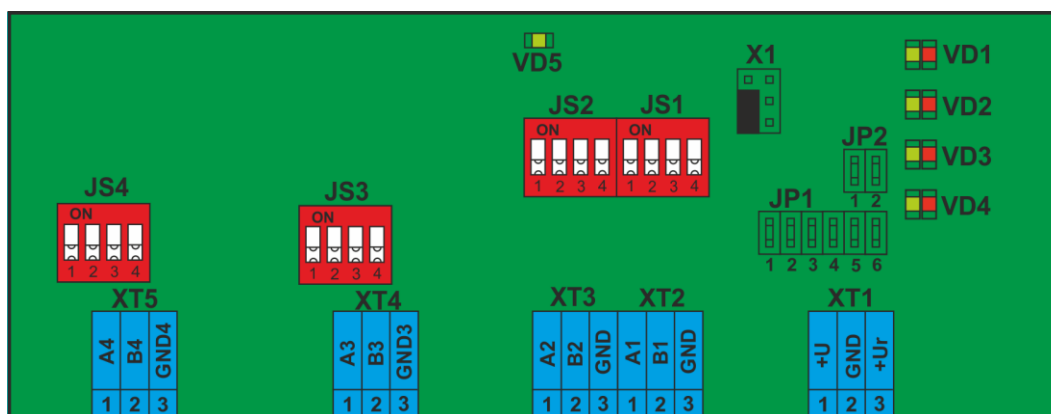 VD5
X1
VD1
VD2
VD3
VD4
JS2 JS1
ON ON
1 2 3 4 1 2 3 4
JP2
1 2
JP1
1 2 3 4 5 6
JS4
ON
1 2 3 4
JS3
ON
1 2 3 4
XT5
A4 B4 GND4
1 2 3
XT4
A3 B3 GND3
1 2 3
XT3 XT2
A2 B2 GND A1 B1 GND
1 2 3 1 2 3
XT1
+U GND +Ur
1 2 3